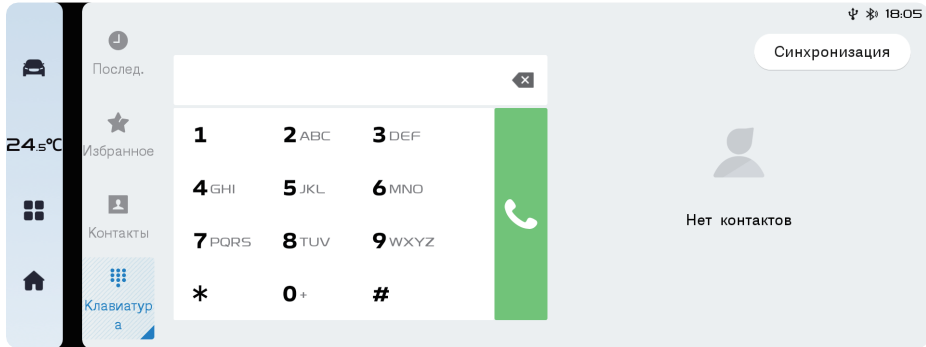 18:05
Синхронизация
24.5°C
Послед.
Избранное
Контакты
Клавиатур
а
1
2 ABC
3 DEF
4 GHI
5 JKL
6 MNO
7 PQRS
8 TUV
9 WXYZ
*
0 +
#
Нет контактов